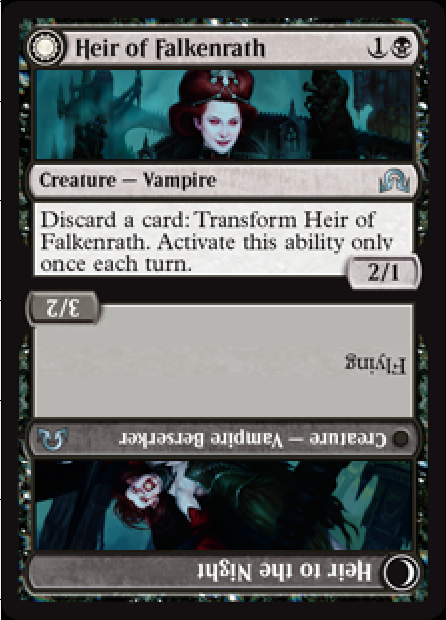 Heir of Falkenrath 1
Creature — Vampire
Discard a card: Transform Heir of
Falkenrath. Activate this ability only
once each turn.
2/1
Heir to the Night
Creature — Vampire Berserker
Flying
3/2